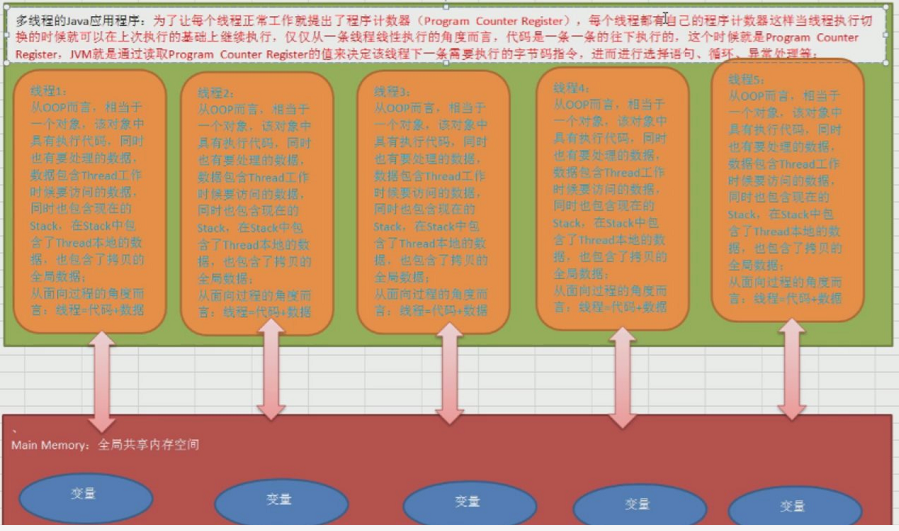 多线程的Java应用程序：为了让每个线程正常工作就提出了程序计数器（Program Counter Register），每个线程都有自己的程序计数器这样当线程执行切
换的时候就可以在上次执行的基础上继续执行，仅仅从一条线程线性执行的角度而言，代码是一条一条的往下执行的，这个时候就是Program Counter
Register，JVM就是通过读取Program Counter Register的值来决定该线程下一条需要执行的字节码指令，进而进行选择语句、循环、异常处理等；
线程1：
从OOP而言，相当于
一个对象，该对象中
具有执行代码，同时
也有要处理的数据，
数据包含Thread工作
时候要访问的数据，
同时也包含现在的
Stack，在Stack中包
含了Thread本地的数
据，也包含了拷贝的
全局数据；
从面向过程的角度而
言：线程=代码+数据
线程2：
从OOP而言，相当于
一个对象，该对象中
具有执行代码，同时
也有要处理的数据，
数据包含Thread工作
时候要访问的数据，
同时也包含现在的
Stack，在Stack中包
含了Thread本地的数
据，也包含了拷贝的
全局数据；
从面向过程的角度而
言：线程=代码+数据
线程3：
从OOP而言，相当于
一个对象，该对象中
具有执行代码，同时
也有要处理的数据，
数据包含Thread工作
时候要访问的数据，
同时也包含现在的
Stack，在Stack中包
含了Thread本地的数
据，也包含了拷贝的
全局数据；
从面向过程的角度而
言：线程=代码+数据
线程4：
从OOP而言，相当于
一个对象，该对象中
具有执行代码，同时
也有要处理的数据，
数据包含Thread工作
时候要访问的数据，
同时也包含现在的
Stack，在Stack中包
含了Thread本地的数
据，也包含了拷贝的
全局数据；
从面向过程的角度而
言：线程=代码+数据
线程5：
从OOP而言，相当于
一个对象，该对象中
具有执行代码，同时
也有要处理的数据，
数据包含Thread工作
时候要访问的数据，
同时也包含现在的
Stack，在Stack中包
含了Thread本地的数
据，也包含了拷贝的
全局数据；
从面向过程的角度而
言：线程=代码+数据
、
Main Memory：全局共享内存空间
变量
变量
变量
变量
变量